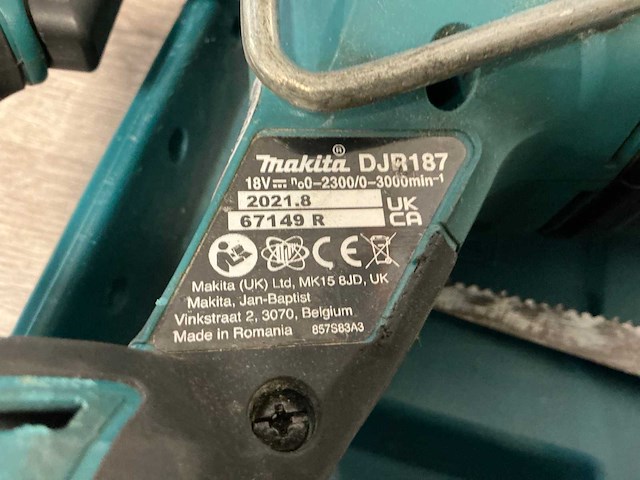 makita® DJR187
18V⎓ n₀0-2300/0-3000min⁻¹
2021.8
67149 R
UK
CA
CE
Makita (UK) Ltd, MK15 8JD, UK
Makita, Jan-Baptist
Vinkstraat 2, 3070, Belgium
Made in Romania 857S83A3